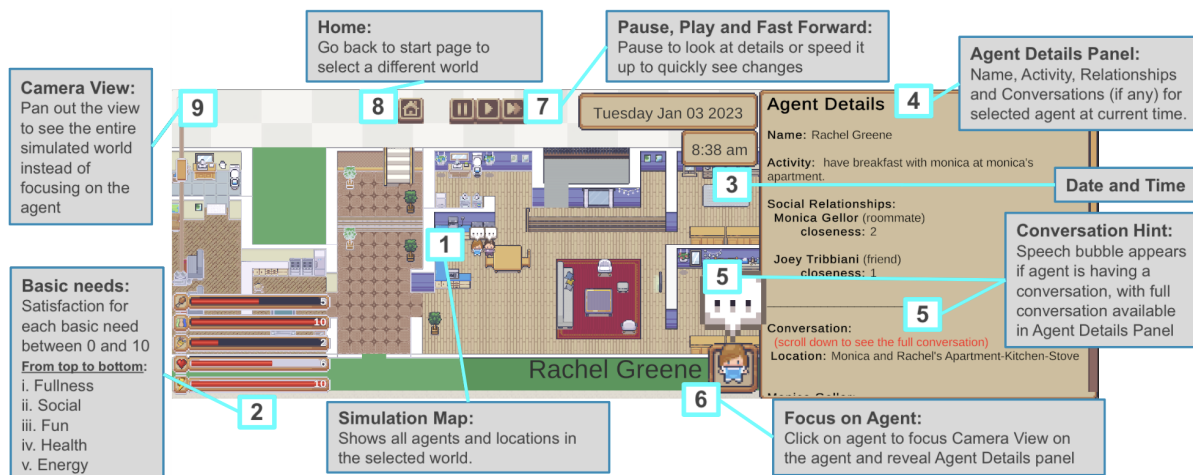 Home:
Go back to start page to
select a different world
Pause, Play and Fast Forward:
Pause to look at details or speed it
up to quickly see changes
Agent Details Panel:
Name, Activity, Relationships
and Conversations (if any) for
selected agent at current time.
Camera View:
Pan out the view
to see the entire
simulated world
instead of
focusing on the
agent
9
8
7
4
Tuesday Jan 03 2023
8:38 am
3
Date and Time
Agent Details
Name: Rachel Greene
Activity: have breakfast with monica at monica's
apartment.
Social Relationships:
Monica Gellor (roommate)
closeness: 2
Joey Tribbiani (friend)
closeness: 1
Conversation:
(scroll down to see the full conversation)
Location: Monica and Rachel's Apartment-Kitchen-Stove
Conversation Hint:
Speech bubble appears
if agent is having a
conversation, with full
conversation available
in Agent Details Panel
1
5
5
Basic needs:
Satisfaction for
each basic need
between 0 and 10
From top to bottom:
i. Fullness
ii. Social
iii. Fun
iv. Health
v. Energy
5
10
2
10
2
Rachel Greene
6
Simulation Map:
Shows all agents and locations in
the selected world.
Focus on Agent:
Click on agent to focus Camera View on
the agent and reveal Agent Details panel